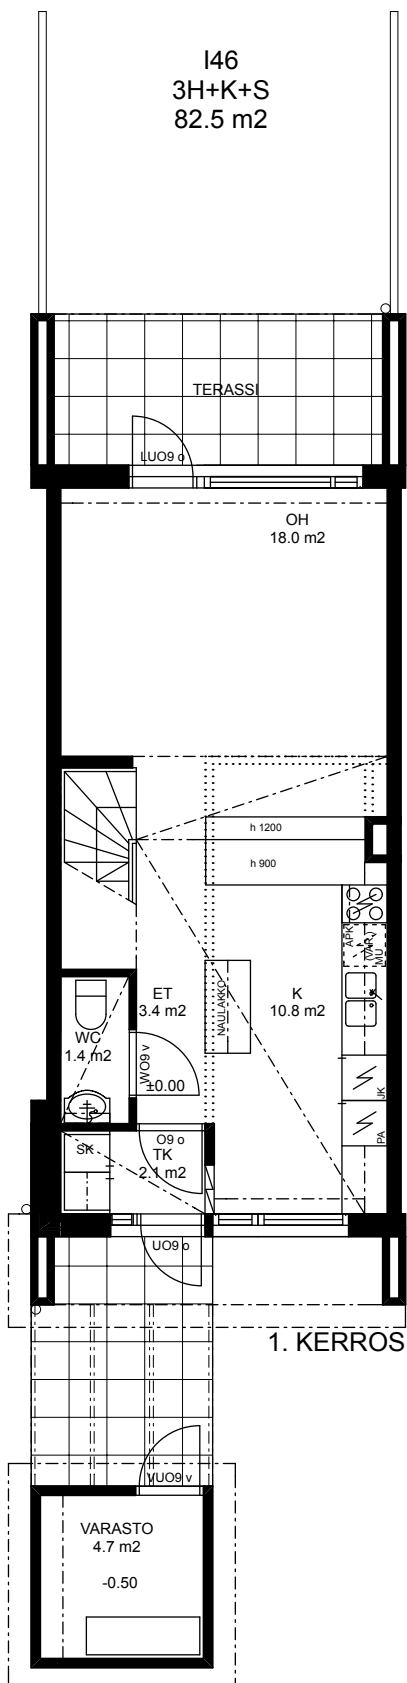 I46
3H+K+S
82.5 m2
TERASSI
LUO9 o
OH
18.0 m2
h 1200
h 900
APK
(VAR.)
MU
NAULAKKO
ET
3.4 m2
K
10.8 m2
WC
1.4 m2
WO9 v
±0.00
JK
PA
SK
O9 o
TK
2.1 m2
UO9 o
1. KERROS
VUO9 v
VARASTO
4.7 m2
-0.50